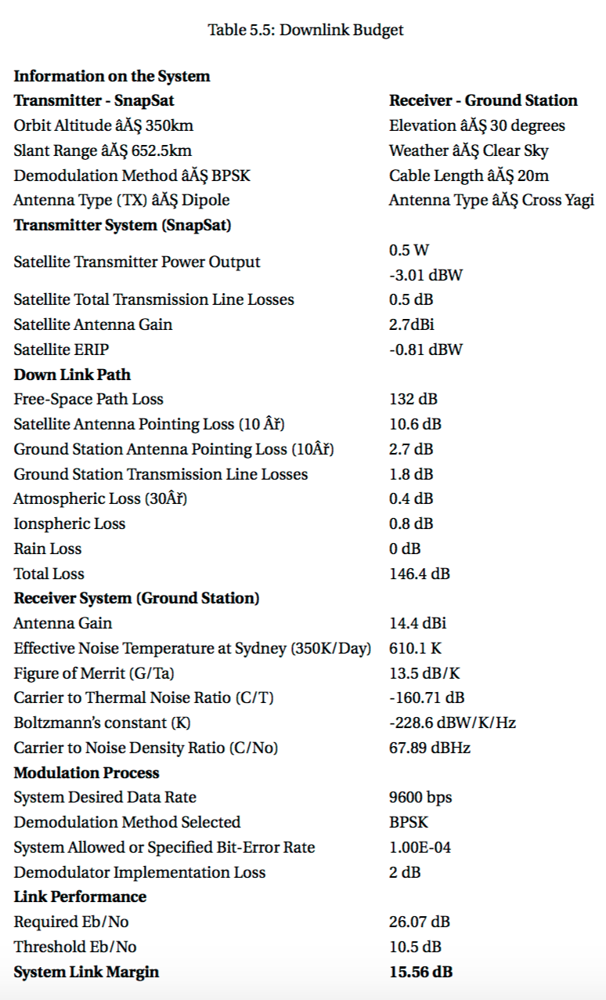 Table 5.5: Downlink Budget
Information on the System
Transmitter - SnapSat Receiver - Ground Station
Orbit Altitude âĂŞ 350km Elevation âĂŞ 30 degrees
Slant Range âĂŞ 652.5km Weather âĂŞ Clear Sky
Demodulation Method âĂŞ BPSK Cable Length âĂŞ 20m
Antenna Type (TX) âĂŞ Dipole Antenna Type âĂŞ Cross Yagi
Transmitter System (SnapSat)
Satellite Transmitter Power Output 0.5 W
-3.01 dBW
Satellite Total Transmission Line Losses 0.5 dB
Satellite Antenna Gain 2.7dBi
Satellite ERIP -0.81 dBW
Down Link Path
Free-Space Path Loss 132 dB
Satellite Antenna Pointing Loss (10 Âř) 10.6 dB
Ground Station Antenna Pointing Loss (10Âř) 2.7 dB
Ground Station Transmission Line Losses 1.8 dB
Atmospheric Loss (30Âř) 0.4 dB
Ionspheric Loss 0.8 dB
Rain Loss 0 dB
Total Loss 146.4 dB
Receiver System (Ground Station)
Antenna Gain 14.4 dBi
Effective Noise Temperature at Sydney (350K/Day) 610.1 K
Figure of Merrit (G/Ta) 13.5 dB/K
Carrier to Thermal Noise Ratio (C/T) -160.71 dB
Boltzmann's constant (K) -228.6 dBW/K/Hz
Carrier to Noise Density Ratio (C/No) 67.89 dBHz
Modulation Process
System Desired Data Rate 9600 bps
Demodulation Method Selected BPSK
System Allowed or Specified Bit-Error Rate 1.00E-04
Demodulator Implementation Loss 2 dB
Link Performance
Required Eb/No 26.07 dB
Threshold Eb/No 10.5 dB
System Link Margin 15.56 dB